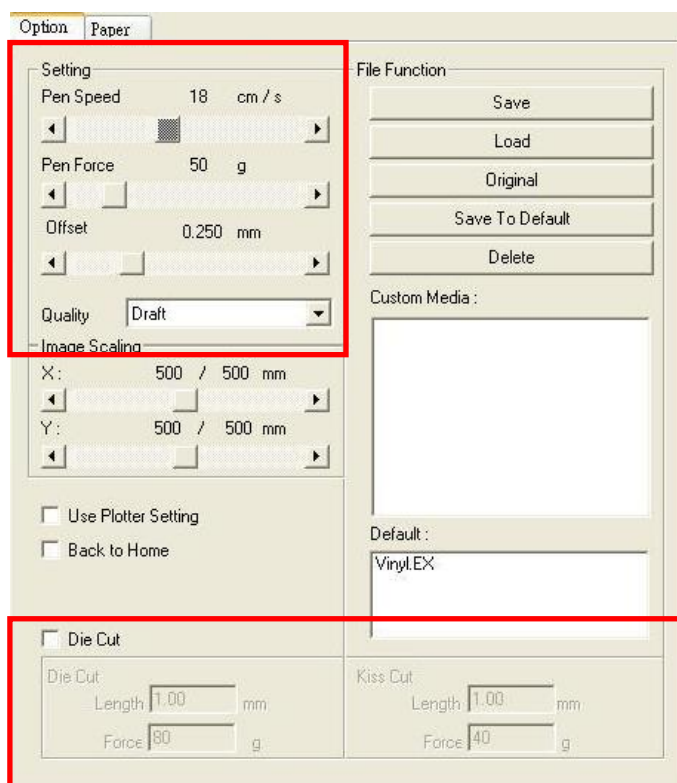 Option Paper
Setting
Pen Speed 18 cm / s
Pen Force 50 g
Offset 0.250 mm
Quality Draft
Image Scaling
X : 500 / 500 mm
Y : 500 / 500 mm
Use Plotter Setting
Back to Home
File Function
Save
Load
Original
Save To Default
Delete
Custom Media :
Default :
Vinyl.EX
Die Cut
Die Cut
Length 1.00 mm
Force 80 g
Kiss Cut
Length 1.00 mm
Force 40 g